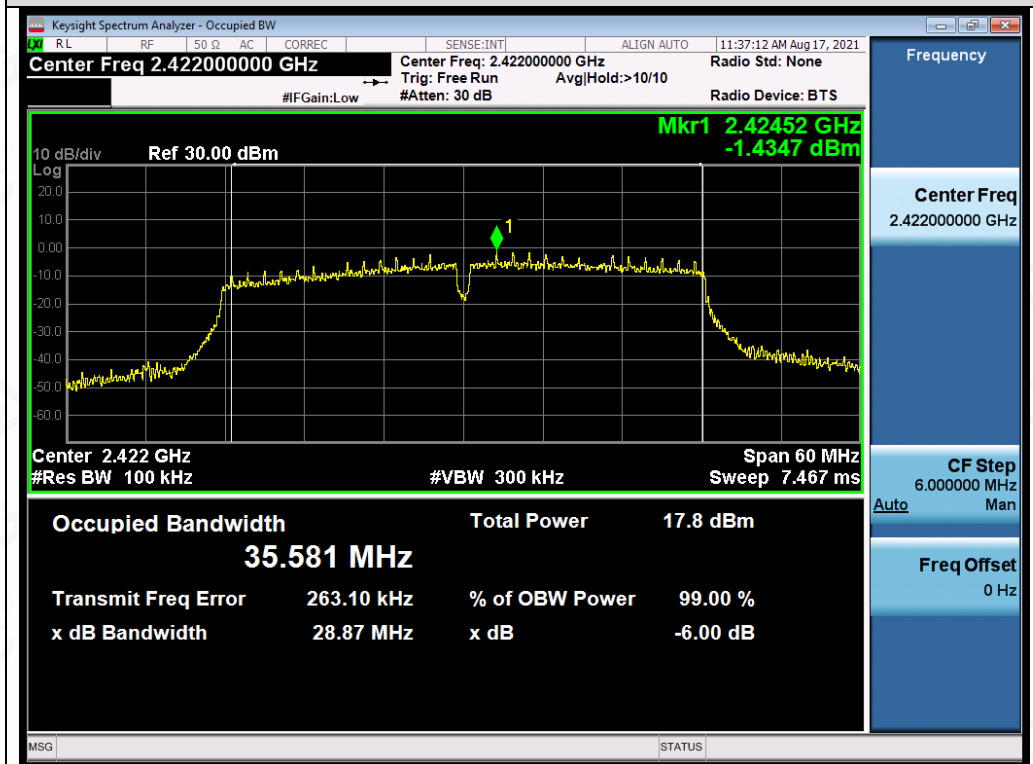 Keysight Spectrum Analyzer - Occupied BW
LXI RL RF 50 Ω AC CORREC SENSE:INT ALIGN AUTO 11:37:12 AM Aug 17, 2021
Center Freq 2.422000000 GHz
Center Freq: 2.422000000 GHz
Radio Std: None
Trig: Free Run Avg|Hold:>10/10
#IFGain:Low
#Atten: 30 dB
Radio Device: BTS
Mkr1 2.42452 GHz
-1.4347 dBm
10 dB/div Ref 30.00 dBm
Log
20.0
10.0
1
0.00
-10.0
-20.0
-30.0
-40.0
-50.0
-60.0
Center 2.422 GHz Span 60 MHz
#Res BW 100 kHz #VBW 300 kHz Sweep 7.467 ms
Occupied Bandwidth Total Power 17.8 dBm
35.581 MHz
Transmit Freq Error 263.10 kHz % of OBW Power 99.00 %
x dB Bandwidth 28.87 MHz x dB -6.00 dB
Frequency
Center Freq
2.422000000 GHz
CF Step
6.000000 MHz
Auto Man
Freq Offset
0 Hz
MSG STATUS